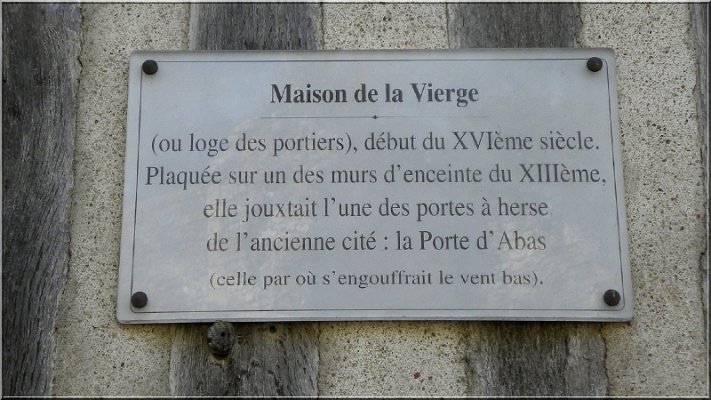 Maison de la Vierge
(ou loge des portiers), début du XVIème siècle.
Plaquée sur un des murs d'enceinte du XIIIème,
elle jouxtait l'une des portes à herse
de l'ancienne cité : la Porte d'Abas
(celle par où s'engouffrait le vent bas).